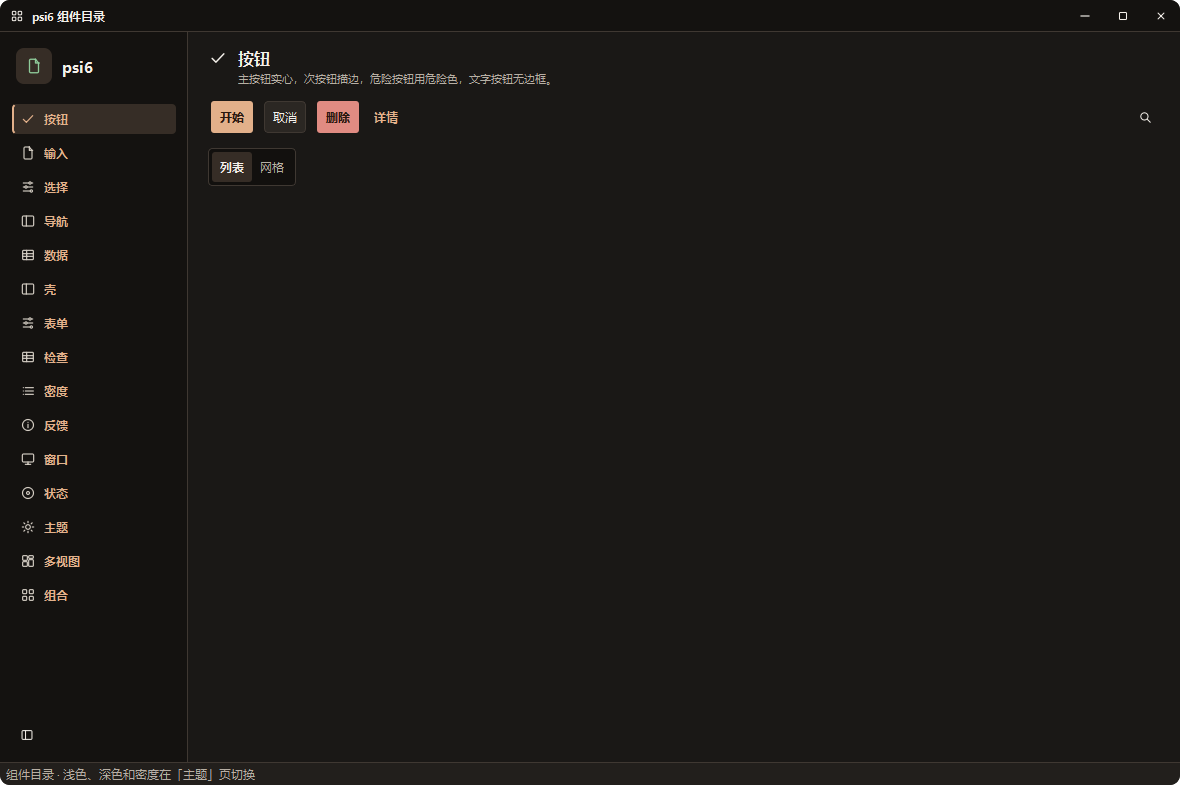 psi6 组件目录
psi6
按钮
输入
选择
导航
数据
壳
表单
检查
密度
反馈
窗口
状态
主题
多视图
组合
按钮
主按钮实心，次按钮描边，危险按钮用危险色，文字按钮无边框。
开始 取消 删除 详情
列表 网格
组件目录 · 浅色、深色和密度在「主题」页切换